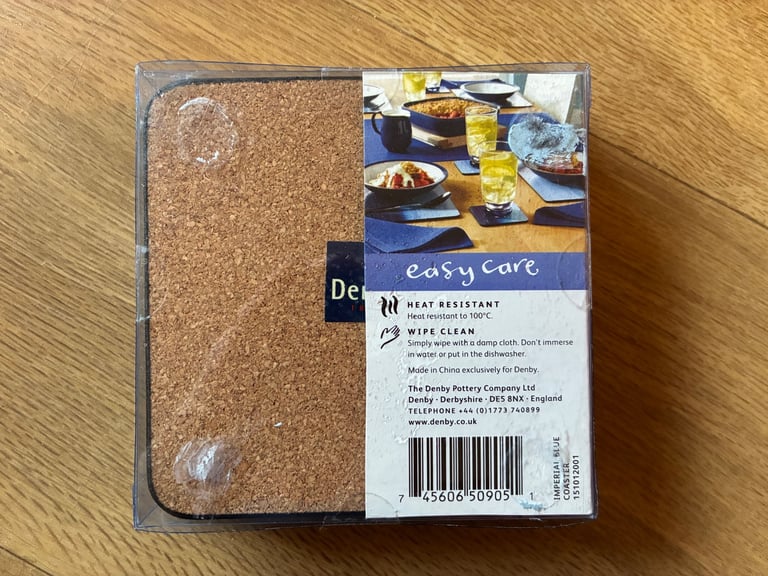 easy care
HEAT RESISTANT
Heat resistant to 100°C.
WIPE CLEAN
Simply wipe with a damp cloth. Don't immerse
in water or put in the dishwasher.
Made in China exclusively for Denby.
The Denby Pottery Company Ltd
Denby · Derbyshire · DE5 8NX · England
TELEPHONE +44 (0)1773 740899
www.denby.co.uk
7 45606 50905 1
IMPERIAL BLUE
COASTER
151012001